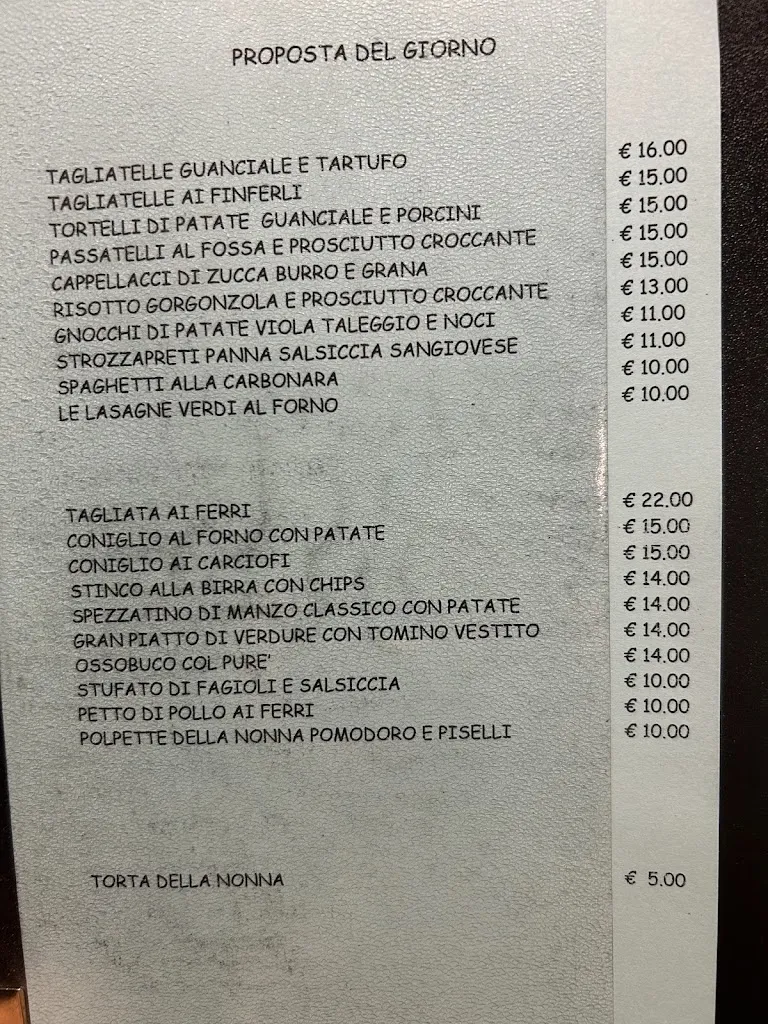 PROPOSTA DEL GIORNO
TAGLIATELLE GUANCIALE E TARTUFO € 16.00
TAGLIATELLE AI FINFERLI € 15.00
TORTELLI DI PATATE GUANCIALE E PORCINI € 15.00
PASSATELLI AL FOSSA E PROSCIUTTO CROCCANTE € 15.00
CAPPELLACCI DI ZUCCA BURRO E GRANA € 15.00
RISOTTO GORGONZOLA E PROSCIUTTO CROCCANTE € 13.00
GNOCCHI DI PATATE VIOLA TALEGGIO E NOCI € 11.00
STROZZAPRETI PANNA SALSICCIA SANGIOVESE € 11.00
SPAGHETTI ALLA CARBONARA € 10.00
LE LASAGNE VERDI AL FORNO € 10.00
TAGLIATA AI FERRI € 22.00
CONIGLIO AL FORNO CON PATATE € 15.00
CONIGLIO AI CARCIOFI € 15.00
STINCO ALLA BIRRA CON CHIPS € 14.00
SPEZZATINO DI MANZO CLASSICO CON PATATE € 14.00
GRAN PIATTO DI VERDURE CON TOMINO VESTITO € 14.00
OSSOBUCO COL PURE' € 14.00
STUFATO DI FAGIOLI E SALSICCIA € 10.00
PETTO DI POLLO AI FERRI € 10.00
POLPETTE DELLA NONNA POMODORO E PISELLI € 10.00
TORTA DELLA NONNA € 5.00